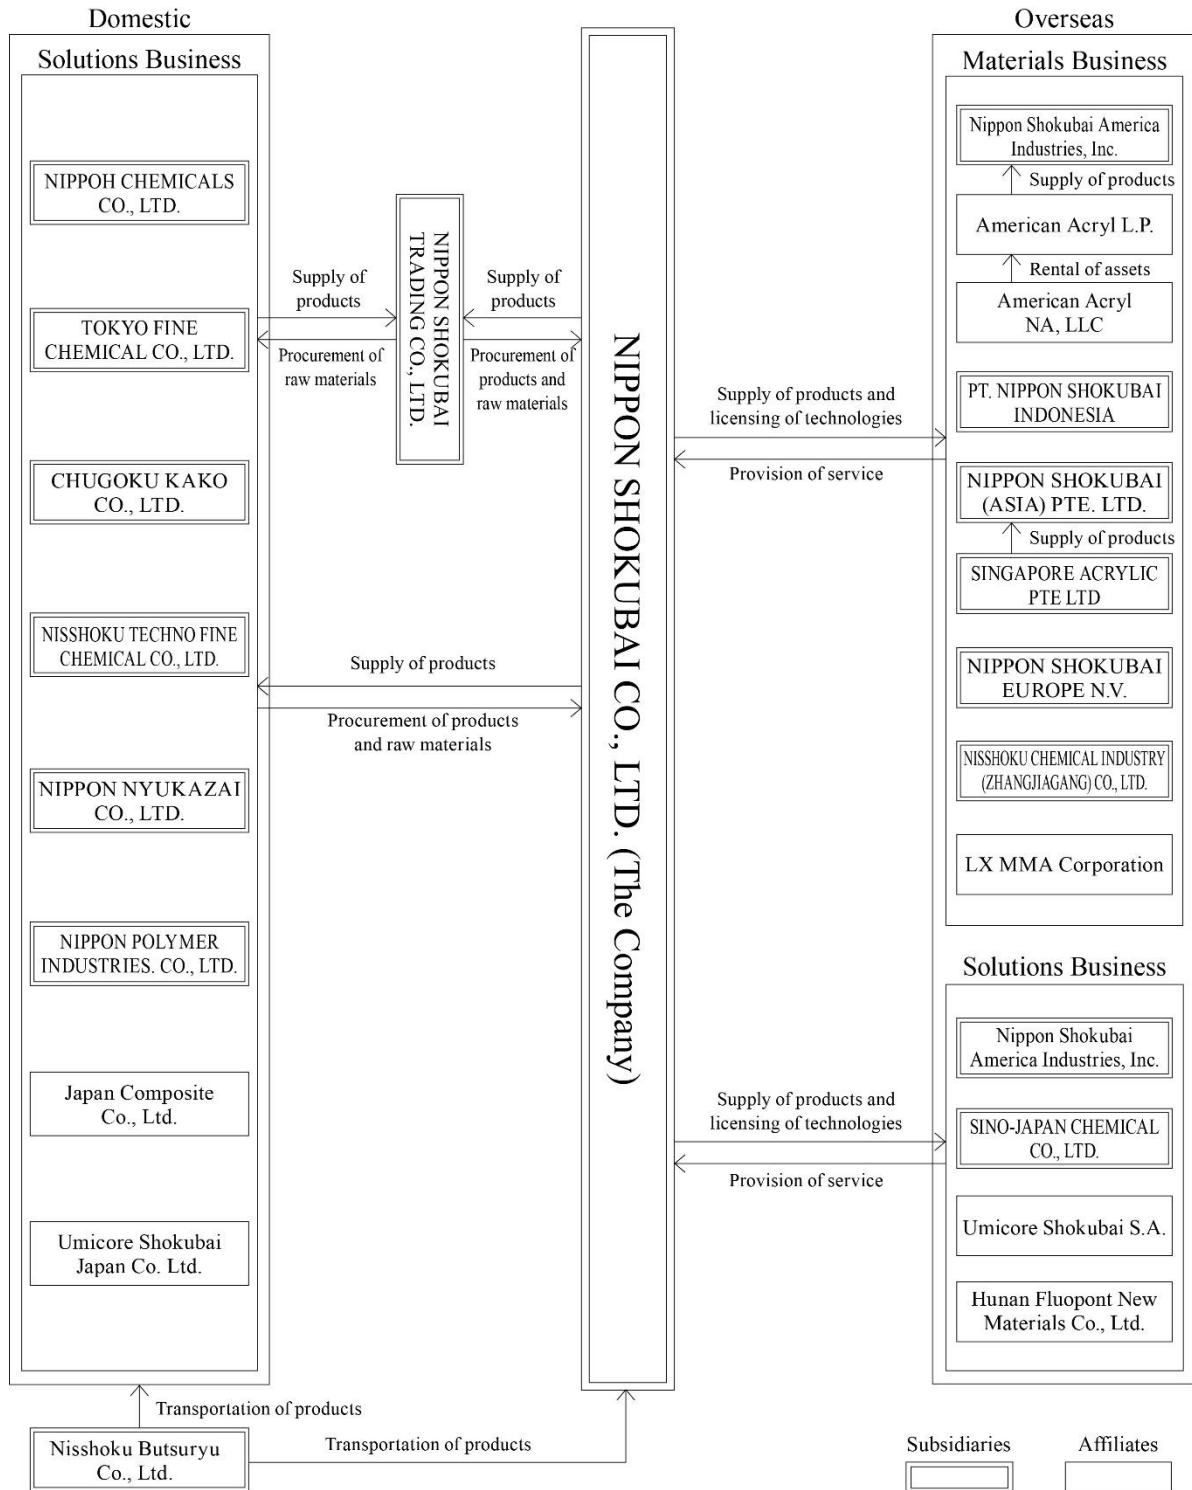 Domestic
Solutions Business
NIPPOH CHEMICALS
CO., LTD.
TOKYO FINE
CHEMICAL CO., LTD.
CHUGOKU KAKO
CO., LTD.
NISSHOKU TECHNO FINE
CHEMICAL CO., LTD.
NIPPON NYUKAZAI
CO., LTD.
NIPPON POLYMER
INDUSTRIES. CO., LTD.
Japan Composite
Co., Ltd.
Umicore Shokubai
Japan Co. Ltd.
Transportation of products
Nisshoku Butsuryu
Co., Ltd.
Transportation of products
Supply of
products
Procurement of
raw materials
NIPPON SHOKUBAI
TRADING CO., LTD.
Supply of
products
Procurement of
products and
raw materials
Supply of products
Procurement of products
and raw materials
NIPPON SHOKUBAI CO., LTD. (The Company)
Supply of products and
licensing of technologies
Provision of service
Supply of products and
licensing of technologies
Provision of service
Overseas
Materials Business
Nippon Shokubai America
Industries, Inc.
Supply of products
American Acryl L.P.
Rental of assets
American Acryl
NA, LLC
PT. NIPPON SHOKUBAI
INDONESIA
NIPPON SHOKUBAI
(ASIA) PTE. LTD.
Supply of products
SINGAPORE ACRYLIC
PTE LTD
NIPPON SHOKUBAI
EUROPE N.V.
NISSHOKU CHEMICAL INDUSTRY
(ZHANGJIAGANG) CO., LTD.
LX MMA Corporation
Solutions Business
Nippon Shokubai
America Industries, Inc.
SINO-JAPAN CHEMICAL
CO., LTD.
Umicore Shokubai S.A.
Hunan Fluopont New
Materials Co., Ltd.
Subsidiaries
Affiliates